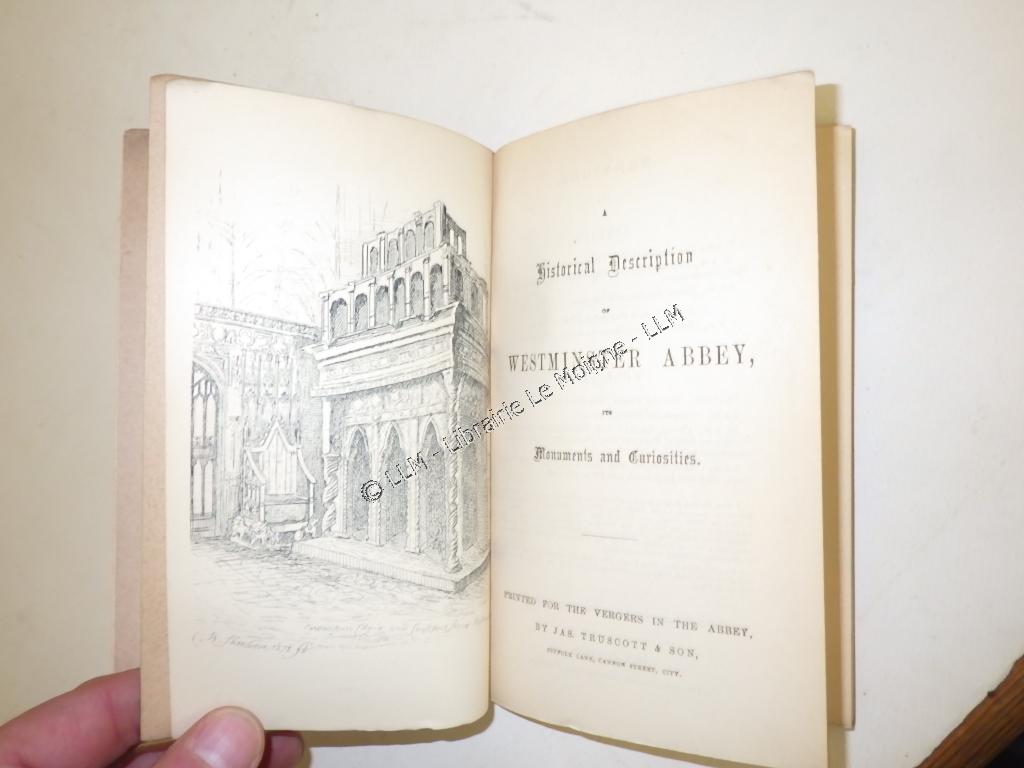 A
Historical Description
OF
WESTMINSTER ABBEY,
ITS
Monuments and Curiosities.
PRINTED FOR THE VERGERS IN THE ABBEY,
BY JAS. TRUSCOTT & SON,
SUFFOLK LANE, CANNON STREET, CITY.
© LLM - Librairie Le Moigne - LLM